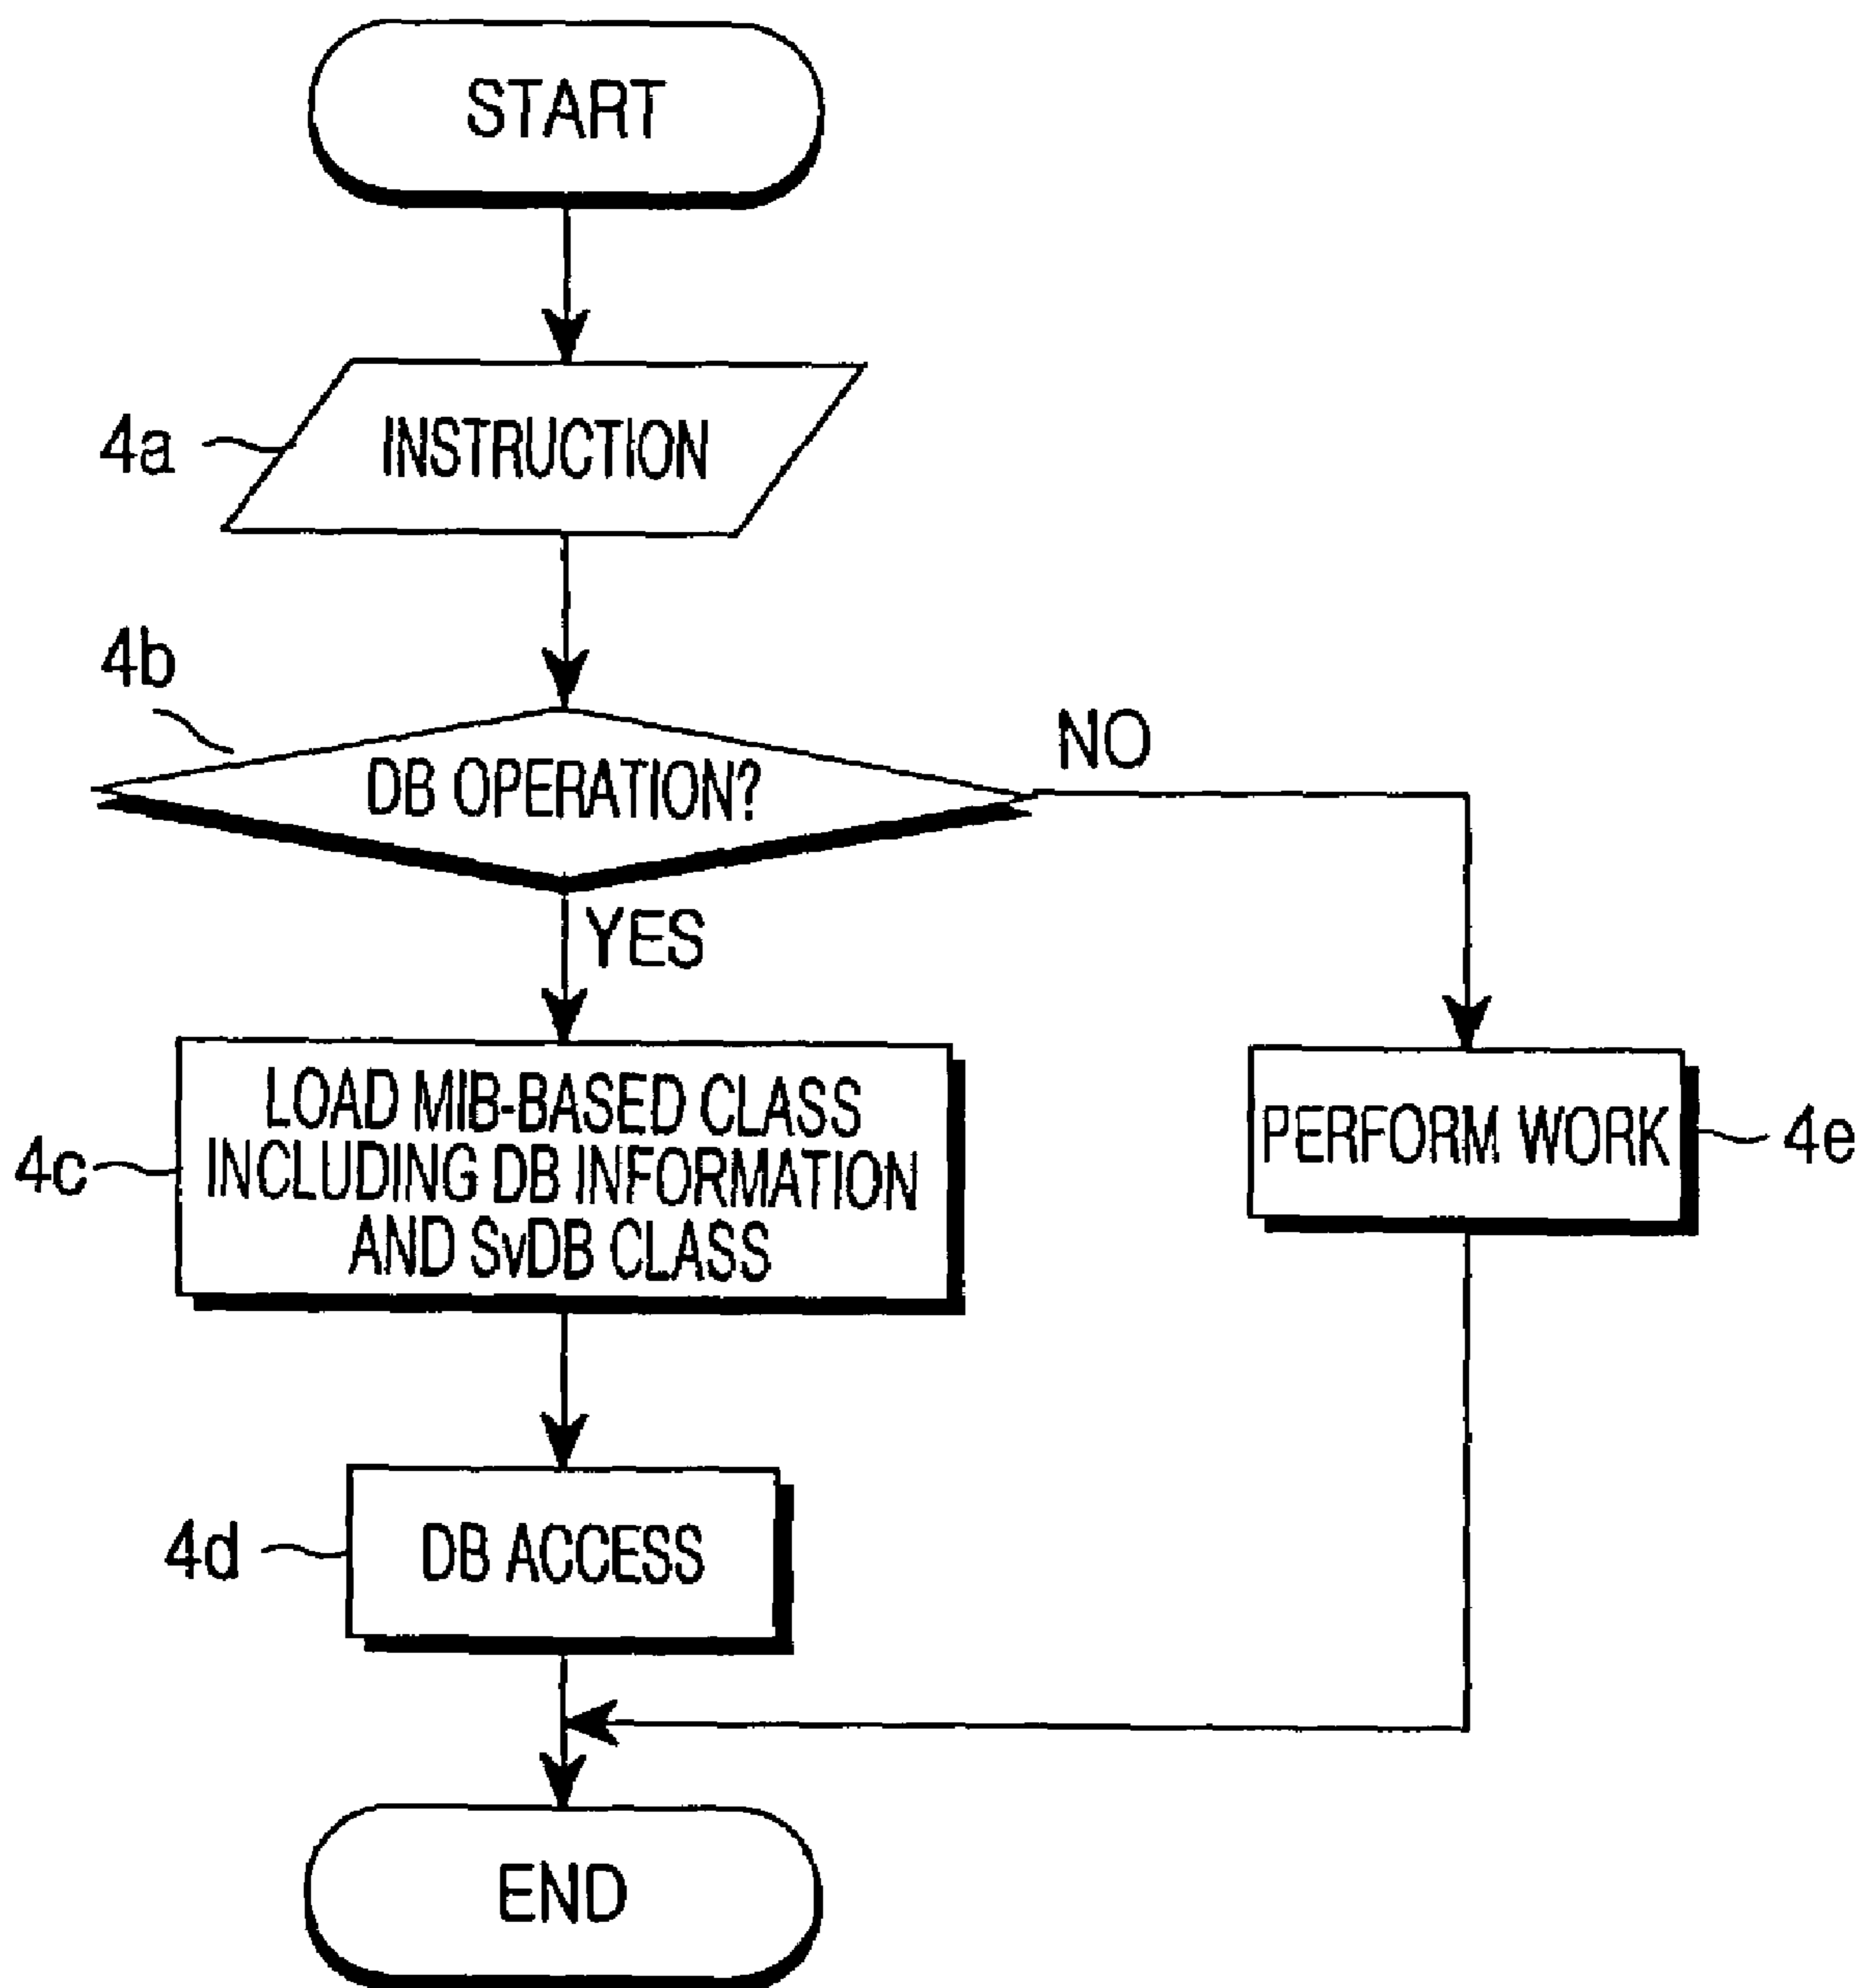 START
4a
INSTRUCTION
4b
DB OPERATION?
NO
YES
4c
LOAD MIB-BASED CLASS
INCLUDING DB INFORMATION
AND SvDB CLASS
PERFORM WORK
4e
4d
DB ACCESS
END